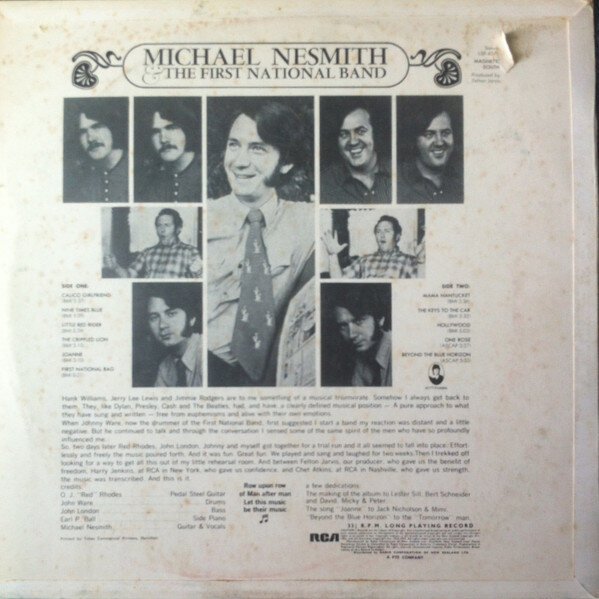 MICHAEL NESMITH
& THE FIRST NATIONAL BAND
MAGNETIC
SOUTH
Produced by
Felton Jarvis
SIDE ONE:
CALICO GIRLFRIEND
NINE TIMES BLUE
LITTLE RED RIDER
THE CRIPPLED LION
JOANNE
FIRST NATIONAL RAG
SIDE TWO:
MAMA NANTUCKET
THE KEYS TO THE CAR
HOLLYWOOD
ONE ROSE
BEYOND THE BLUE HORIZON
Hank Williams, Jerry Lee Lewis and Jimmie Rodgers are to me something of a musical triumvirate. Somehow I always get back to
them. They, like Dylan, Presley, Cash and The Beatles, had, and have, a clearly defined musical position — A pure approach to what
they have sung and written — free from euphemisms and alive with their own emotions.
When Johnny Ware, now the drummer of the First National Band, first suggested I start a band my reaction was distant and a little
negative. But he continued to talk and through the conversation I sensed some of the same spirit of the men who have so profoundly
influenced me.
So, two days later Red Rhodes, John London, Johnny and myself got together for a trial run and it all seemed to fall into place. Effort-
lessly and freely the music poured forth. And it was fun. Great fun. We played and sang and laughed for two weeks. Then I trekked off
looking for a way to get all this out of my little rehearsal room. And between Felton Jarvis, our producer, who gave is the benefit of
freedom, Harry Jenkins, at RCA in New York, who gave us confidence, and Chet Atkins, at RCA in Nashville, who gave us strength,
the music was transcribed. And this is it.
credits:
O. J. "Red" Rhodes Pedal Steel Guitar
John Ware Drums
John London Bass
Earl P. "Ball" Side Piano
Michael Nesmith Guitar & Vocals
Row upon row
of Man after man
Let this music
be their music
a few dedications:
The making of the album to Lester Sill, Bert Schneider
and David, Micky & Peter.
The song "Joanne" to Jack Nicholson & Mimi.
"Beyond the Blue Horizon" to the "Tomorrow" man.
33⅓ R.P.M. LONG PLAYING RECORD
RCA
A PYE COMPANY